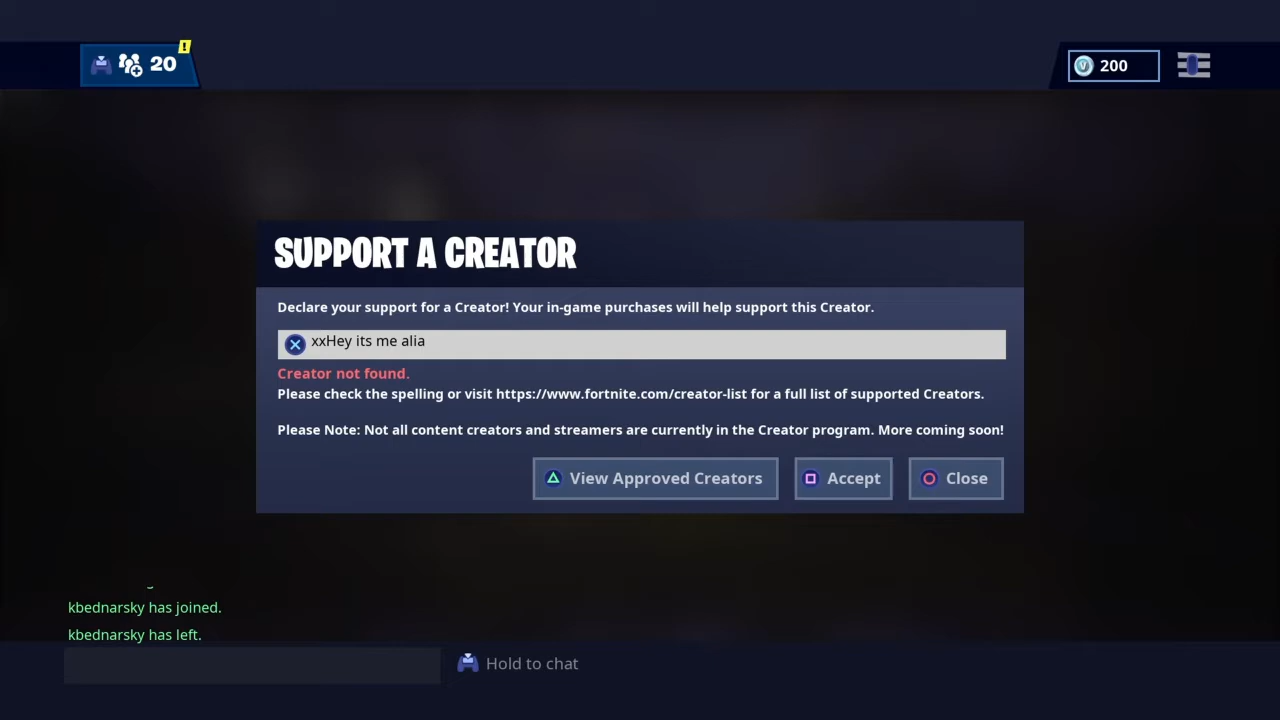 20
!
200
SUPPORT A CREATOR
Declare your support for a Creator! Your in-game purchases will help support this Creator.
xxHey its me alia
Creator not found.
Please check the spelling or visit https://www.fortnite.com/creator-list for a full list of supported Creators.
Please Note: Not all content creators and streamers are currently in the Creator program. More coming soon!
View Approved Creators
Accept
Close
kbednarsky has joined.
kbednarsky has left.
Hold to chat